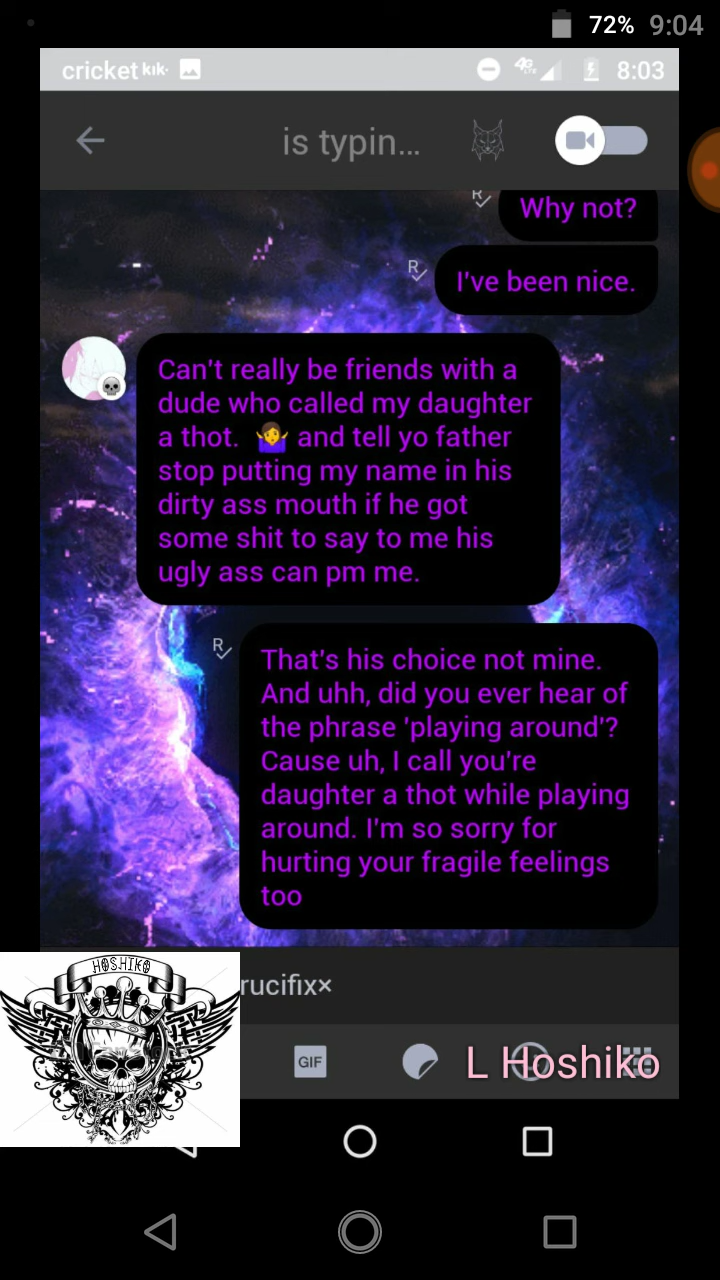 72% 9:04
cricket kik· 4G LTE 8:03
is typin...
Why not?
R
I've been nice.
R
Can't really be friends with a
dude who called my daughter
a thot. 🤷‍♀️ and tell yo father
stop putting my name in his
dirty ass mouth if he got
some shit to say to me his
ugly ass can pm me.
R
That's his choice not mine.
And uhh, did you ever hear of
the phrase 'playing around'?
Cause uh, I call you're
daughter a thot while playing
around. I'm so sorry for
hurting your fragile feelings
too
HOSHIKO
rucifix×
GIF
L Hoshiko